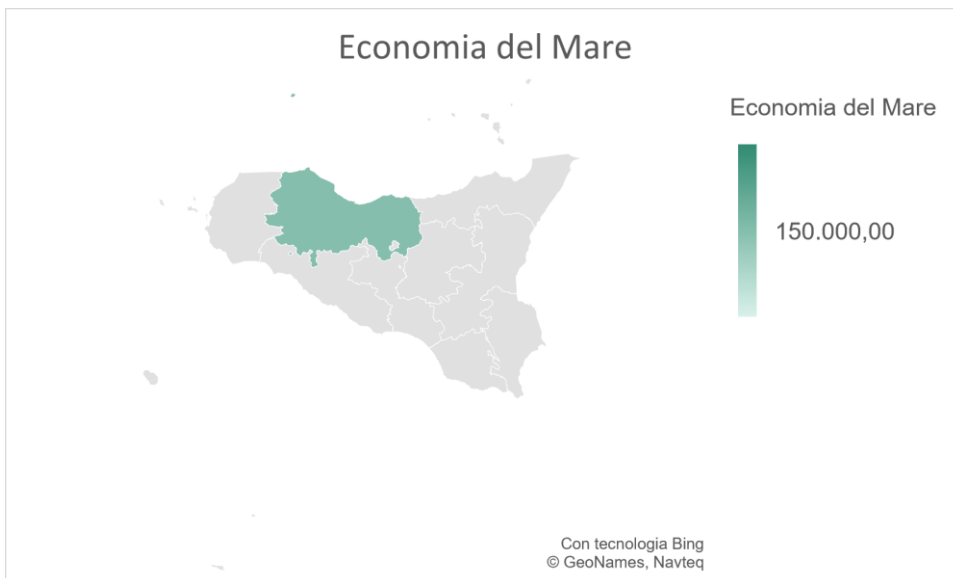 Economia del Mare
Economia del Mare
150.000,00
Con tecnologia Bing
© GeoNames, Navteq